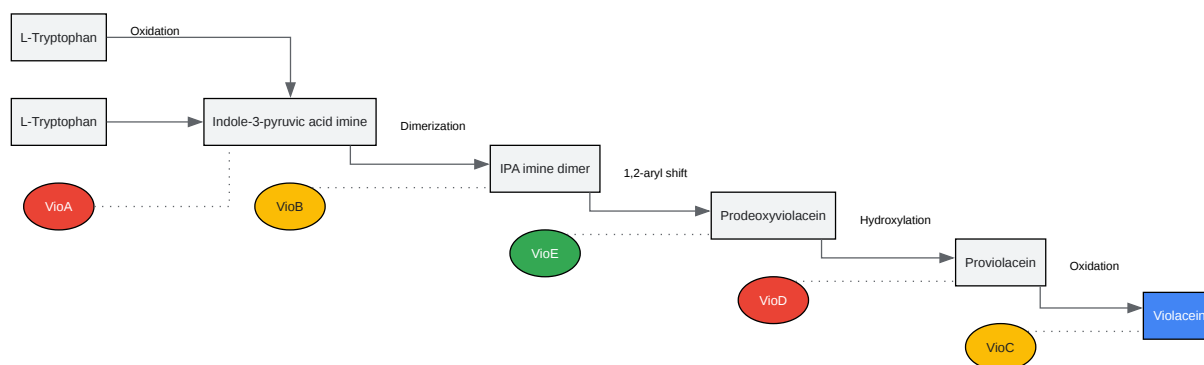 L-Tryptophan
Oxidation
L-Tryptophan
Indole-3-pyruvic acid imine
Dimerization
IPA imine dimer
1,2-aryl shift
VioA
VioB
Prodeoxyviolacein
Hydroxylation
VioE
Proviolacein
Oxidation
VioD
Violacein
VioC